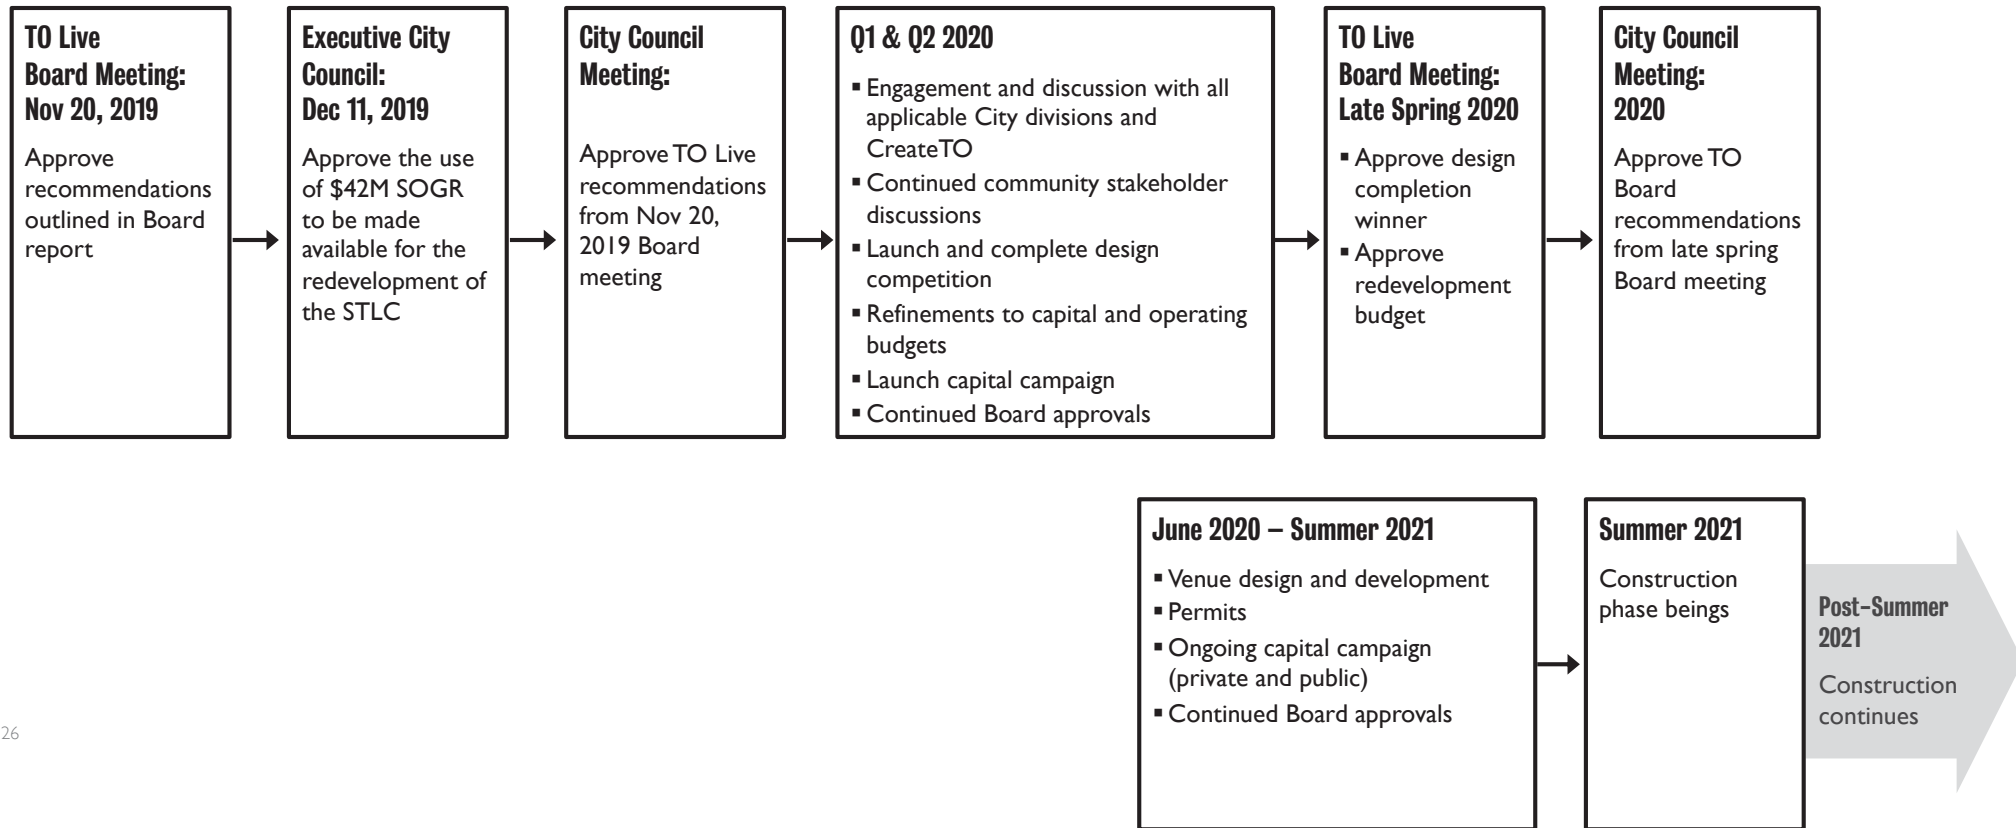 TO Live
Board Meeting:
Nov 20, 2019
Approve
recommendations
outlined in Board
report
Executive City
Council:
Dec 11, 2019
Approve the use
of $42M SOGR
to be made
available for the
redevelopment of
the STLC
City Council
Meeting:
Approve TO Live
recommendations
from Nov 20,
2019 Board
meeting
Q1 & Q2 2020
▪ Engagement and discussion with all
applicable City divisions and
CreateTO
▪ Continued community stakeholder
discussions
▪ Launch and complete design
competition
▪ Refinements to capital and operating
budgets
▪ Launch capital campaign
▪ Continued Board approvals
TO Live
Board Meeting:
Late Spring 2020
▪ Approve design
completion
winner
▪ Approve
redevelopment
budget
City Council
Meeting:
2020
Approve TO
Board
recommendations
from late spring
Board meeting
June 2020 – Summer 2021
▪ Venue design and development
▪ Permits
▪ Ongoing capital campaign
(private and public)
▪ Continued Board approvals
Summer 2021
Construction
phase beings
Post-Summer
2021
Construction
continues
26